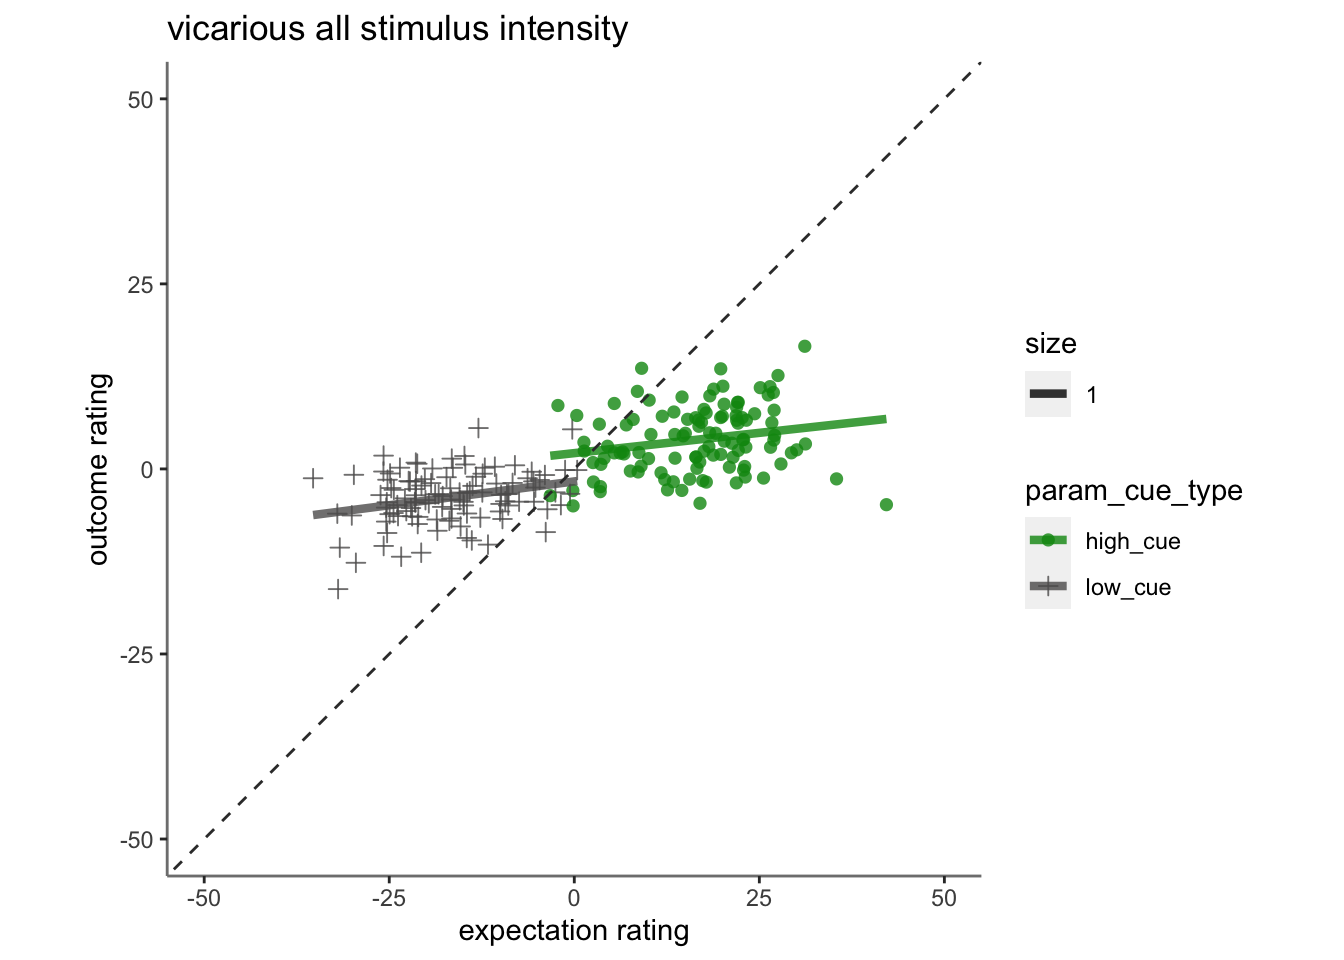 vicarious all stimulus intensity
50
25
0
-25
-50
outcome rating
-50
-25
0
25
50
expectation rating
size
1
param_cue_type
high_cue
low_cue